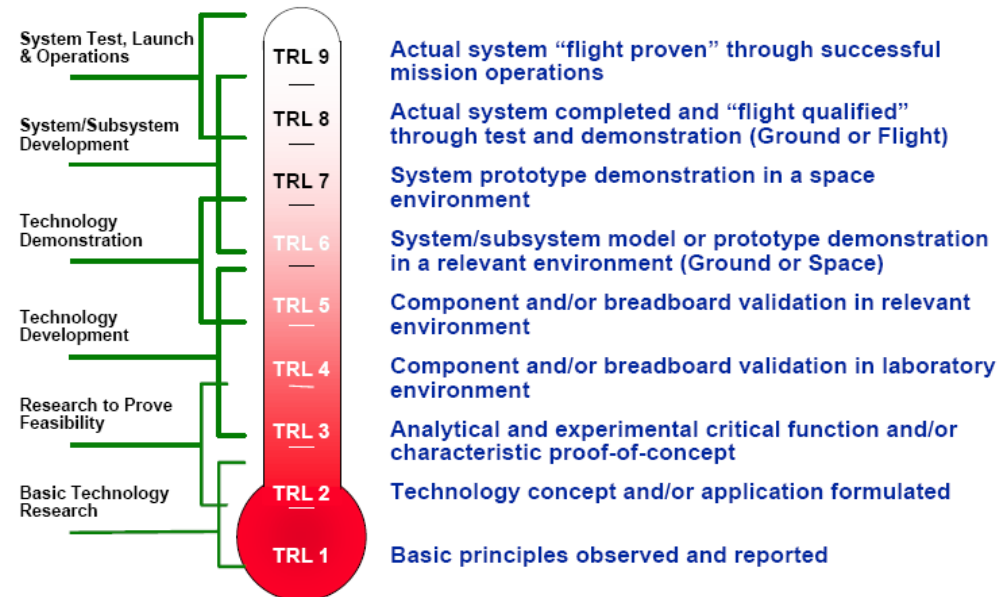 System Test, Launch
& Operations
System/Subsystem
Development
Technology
Demonstration
Technology
Development
Research to Prove
Feasibility
Basic Technology
Research
TRL 9
TRL 8
TRL 7
TRL 6
TRL 5
TRL 4
TRL 3
TRL 2
TRL 1
Actual system “flight proven” through successful
mission operations
Actual system completed and “flight qualified”
through test and demonstration (Ground or Flight)
System prototype demonstration in a space
environment
System/subsystem model or prototype demonstration
in a relevant environment (Ground or Space)
Component and/or breadboard validation in relevant
environment
Component and/or breadboard validation in laboratory
environment
Analytical and experimental critical function and/or
characteristic proof-of-concept
Technology concept and/or application formulated
Basic principles observed and reported